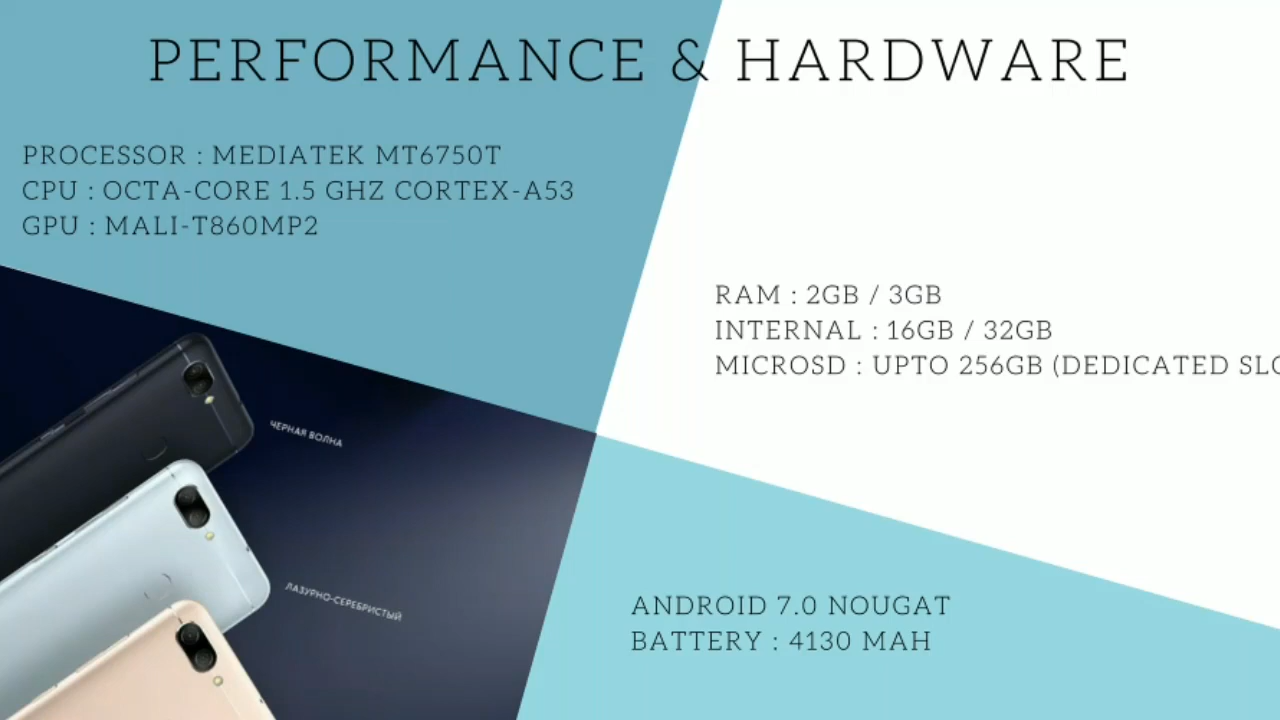 PERFORMANCE & HARDWARE
PROCESSOR : MEDIATEK MT6750T
CPU : OCTA-CORE 1.5 GHZ CORTEX-A53
GPU : MALI-T860MP2
RAM : 2GB / 3GB
INTERNAL : 16GB / 32GB
MICROSD : UPTO 256GB (DEDICATED
ЧЕРНАЯ ВОЛНА
ЛАЗУРНО-СЕРЕБРИСТЫЙ
ANDROID 7.0 NOUGAT
BATTERY : 4130 MAH